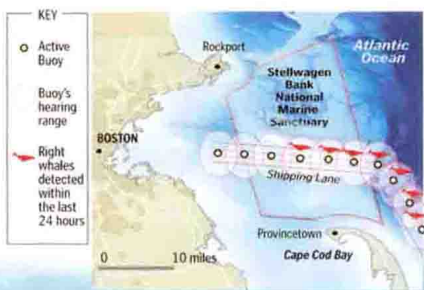 KEY
Active
Buoy
Buoy's
hearing
range
Right
whales
detected
within
the last
24 hours
Rockport
Atlantic
Ocean
Stellwagen
Bank
National
Marine
Sanctuary
BOSTON
Shipping Lane
Provincetown
Cape Cod Bay
0 10 miles